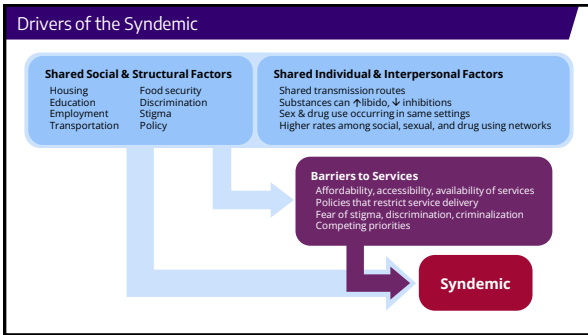 Drivers of the Syndemic
Shared Social & Structural Factors
Housing
Education
Employment
Transportation
Food security
Discrimination
Stigma
Policy
Shared Individual & Interpersonal Factors
Shared transmission routes
Substances can ↑libido, ↓ inhibitions
Sex & drug use occurring in same settings
Higher rates among social, sexual, and drug using networks
Barriers to Services
Affordability, accessibility, availability of services
Policies that restrict service delivery
Fear of stigma, discrimination, criminalization
Competing priorities
Syndemic